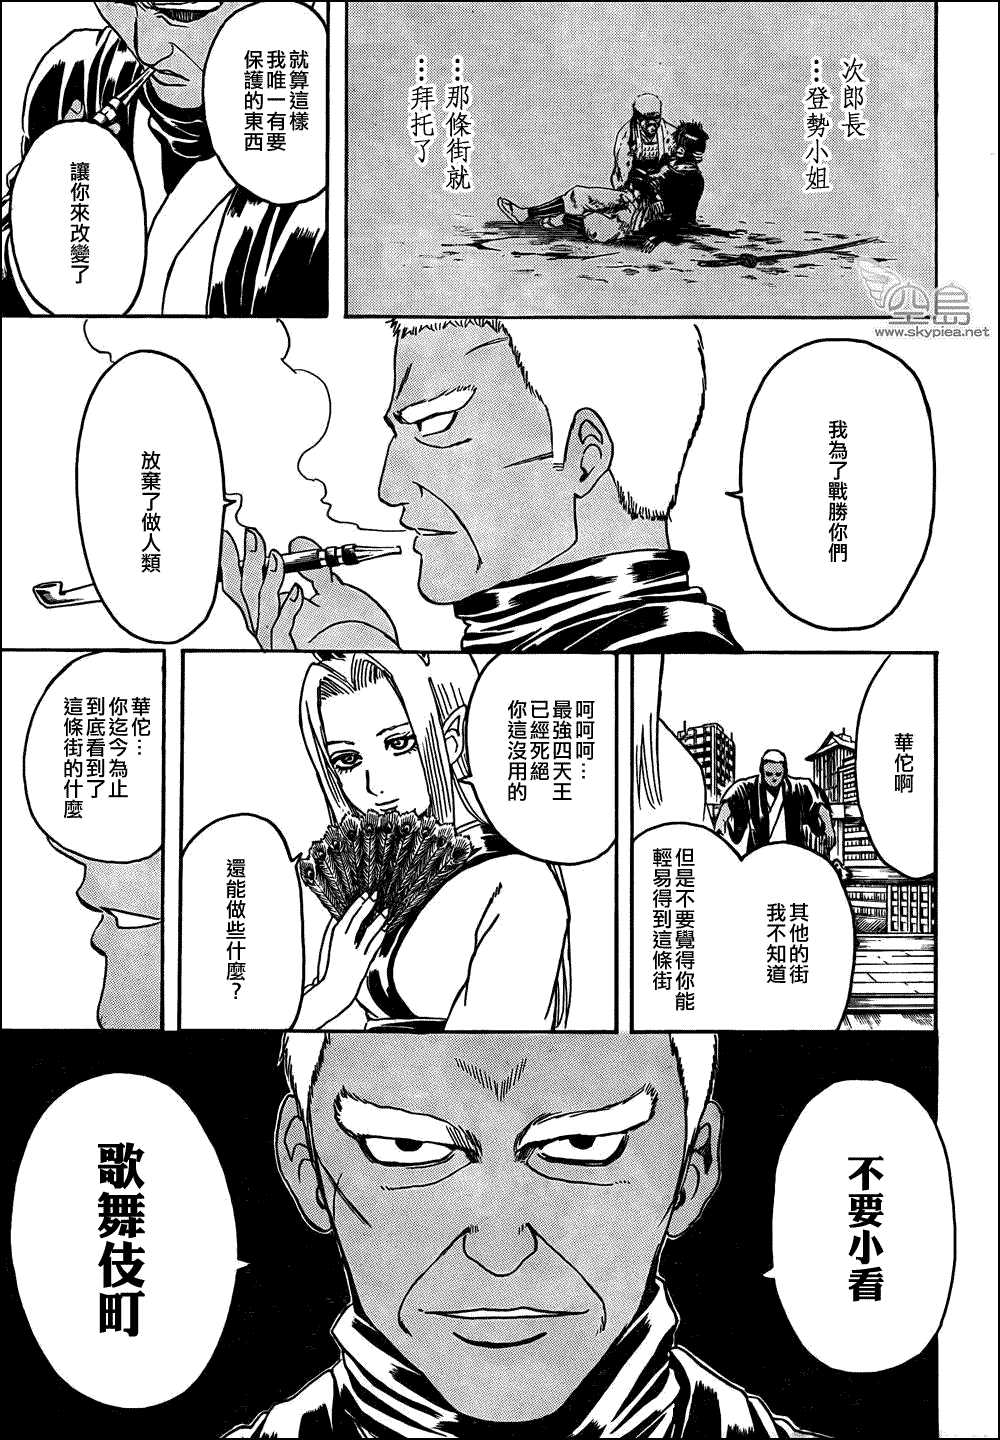 次郎長
…登勢小姐
…那條街就
…拜托了
就算這樣
我唯一有要
保護的東西
讓你來改變了
空島
www.skypiea.net
我為了戰勝你們
放棄了做人類
華佗啊
其他的街
我不知道
但是不要覺得你能
輕易得到這條街
呵呵呵…
最強四天王
已經死絕
你這沒用的
還能做些什麼?
華佗…
你迄今為止
到底看到了
這條街的什麼
不要小看
歌舞伎町